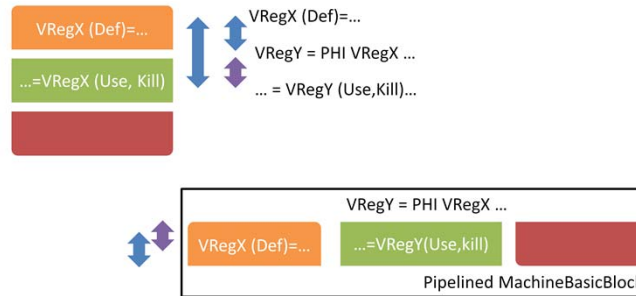 VRegX (Def)=...
...=VRegX (Use, Kill)
VRegX (Def)=...
VRegY = PHI VRegX ...
... = VRegY (Use,Kill)...
VRegY = PHI VRegX ...
VRegX (Def)=...
...=VRegY(Use,kill)
Pipelined MachineBasicBlock